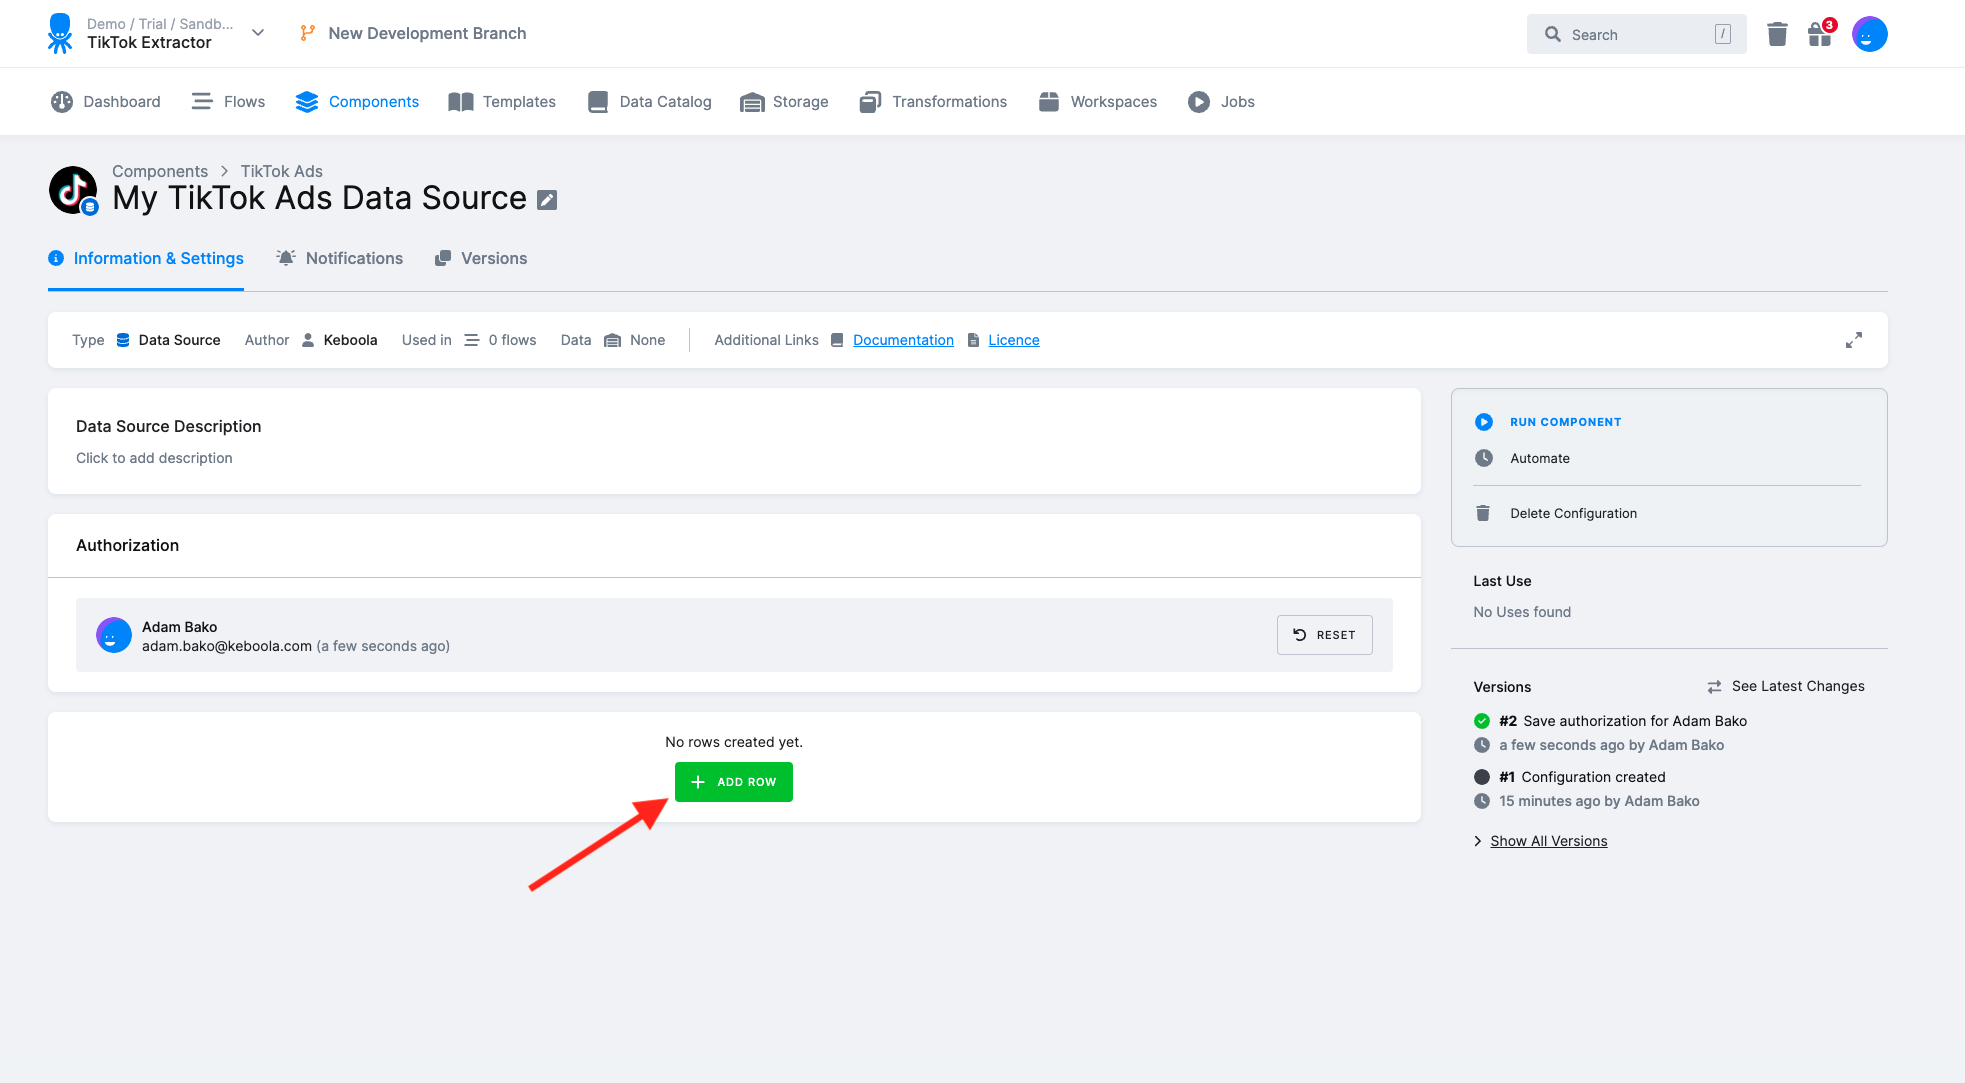 Demo / Trial / Sandb...
TikTok Extractor
New Development Branch
Search
/
3
Dashboard
Flows
Components
Templates
Data Catalog
Storage
Transformations
Workspaces
Jobs
Components > TikTok Ads
My TikTok Ads Data Source
Information & Settings
Notifications
Versions
Type Data Source Author Keboola Used in 0 flows Data None Additional Links Documentation Licence
Data Source Description
Click to add description
Authorization
Adam Bako
adam.bako@keboola.com (a few seconds ago)
RESET
No rows created yet.
+ ADD ROW
RUN COMPONENT
Automate
Delete Configuration
Last Use
No Uses found
Versions
See Latest Changes
#2 Save authorization for Adam Bako
a few seconds ago by Adam Bako
#1 Configuration created
15 minutes ago by Adam Bako
Show All Versions